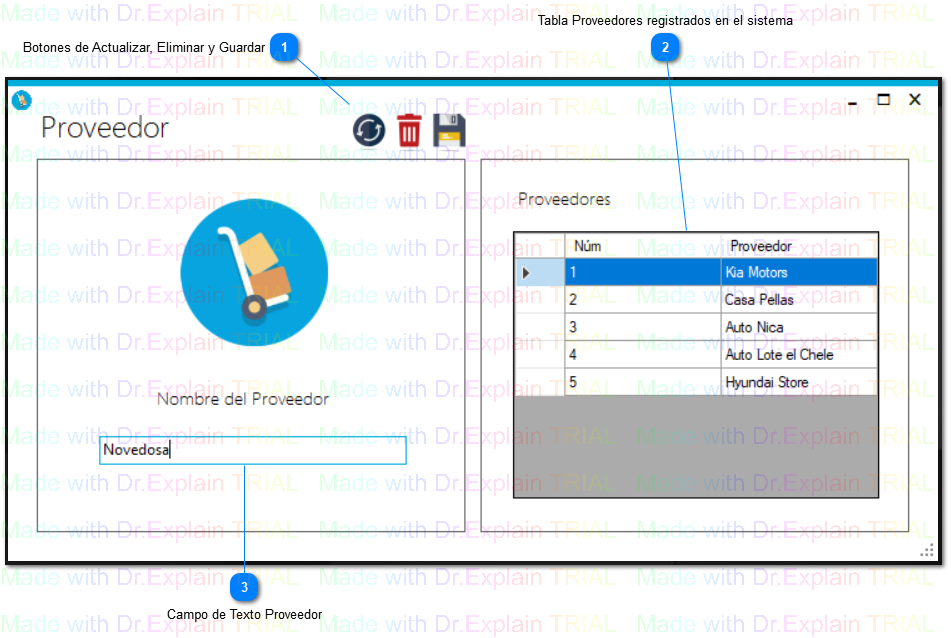 Tabla Proveedores registrados en el sistema
Botones de Actualizar, Eliminar y Guardar
1
2
Proveedor
Proveedores
Núm Proveedor
1 Kia Motors
2 Casa Pellas
3 Auto Nica
4 Auto Lote el Chele
5 Hyundai Store
Nombre del Proveedor
Novedosa
3
Campo de Texto Proveedor
Made with Dr.Explain TRIAL